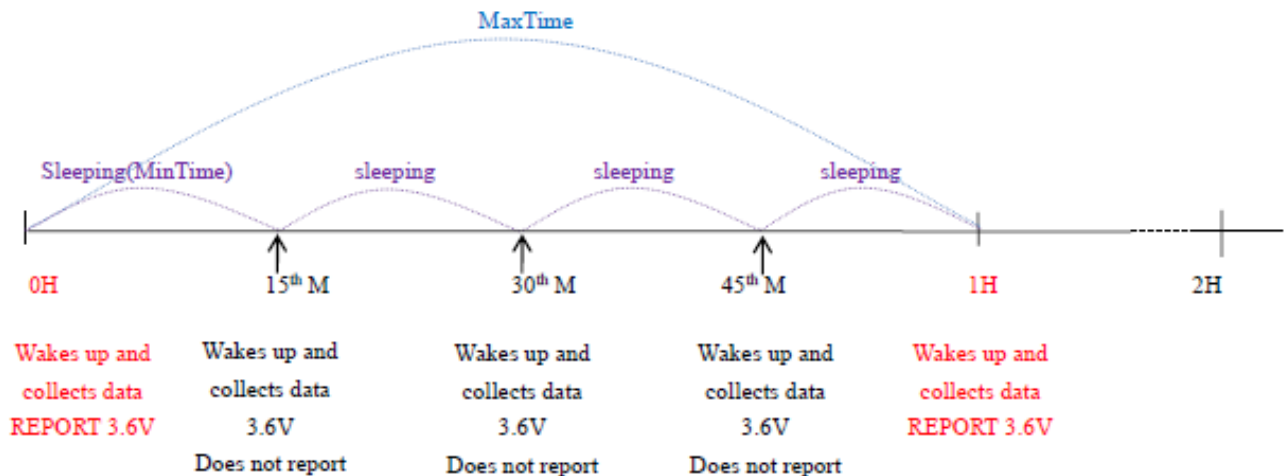 MaxTime
Sleeping(MinTime) sleeping sleeping sleeping
0H 15th M 30th M 45th M 1H 2H
Wakes up and Wakes up and Wakes up and Wakes up and Wakes up and
collects data collects data collects data collects data collects data
REPORT 3.6V 3.6V 3.6V 3.6V REPORT 3.6V
Does not report Does not report Does not report